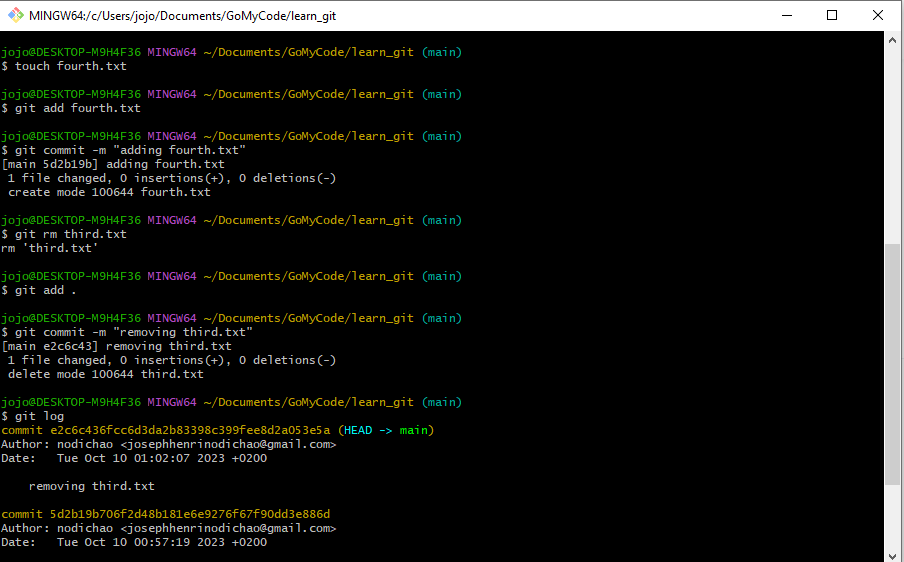 MINGW64:/c/Users/jojo/Documents/GoMyCode/learn_git
jojo@DESKTOP-M9H4F36 MINGW64 ~/Documents/GoMyCode/learn_git (main)
$ touch fourth.txt
jojo@DESKTOP-M9H4F36 MINGW64 ~/Documents/GoMyCode/learn_git (main)
$ git add fourth.txt
jojo@DESKTOP-M9H4F36 MINGW64 ~/Documents/GoMyCode/learn_git (main)
$ git commit -m "adding fourth.txt"
[main 5d2b19b] adding fourth.txt
 1 file changed, 0 insertions(+), 0 deletions(-)
 create mode 100644 fourth.txt
jojo@DESKTOP-M9H4F36 MINGW64 ~/Documents/GoMyCode/learn_git (main)
$ git rm third.txt
rm 'third.txt'
jojo@DESKTOP-M9H4F36 MINGW64 ~/Documents/GoMyCode/learn_git (main)
$ git add .
jojo@DESKTOP-M9H4F36 MINGW64 ~/Documents/GoMyCode/learn_git (main)
$ git commit -m "removing third.txt"
[main e2c6c43] removing third.txt
 1 file changed, 0 insertions(+), 0 deletions(-)
 delete mode 100644 third.txt
jojo@DESKTOP-M9H4F36 MINGW64 ~/Documents/GoMyCode/learn_git (main)
$ git log
commit e2c6c436fcc6d3da2b83398c399fee8d2a053e5a (HEAD -> main)
Author: nodichao <josephhenrinodichao@gmail.com>
Date:   Tue Oct 10 01:02:07 2023 +0200
    removing third.txt
commit 5d2b19b706f2d48b181e6e9276f67f90dd3e886d
Author: nodichao <josephhenrinodichao@gmail.com>
Date:   Tue Oct 10 00:57:19 2023 +0200